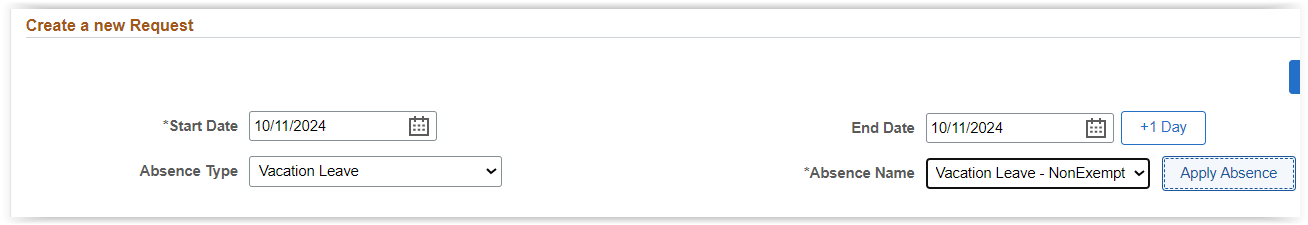 Create a new Request
*Start Date 10/11/2024 End Date 10/11/2024 +1 Day
Absence Type Vacation Leave *Absence Name Vacation Leave - NonExempt Apply Absence